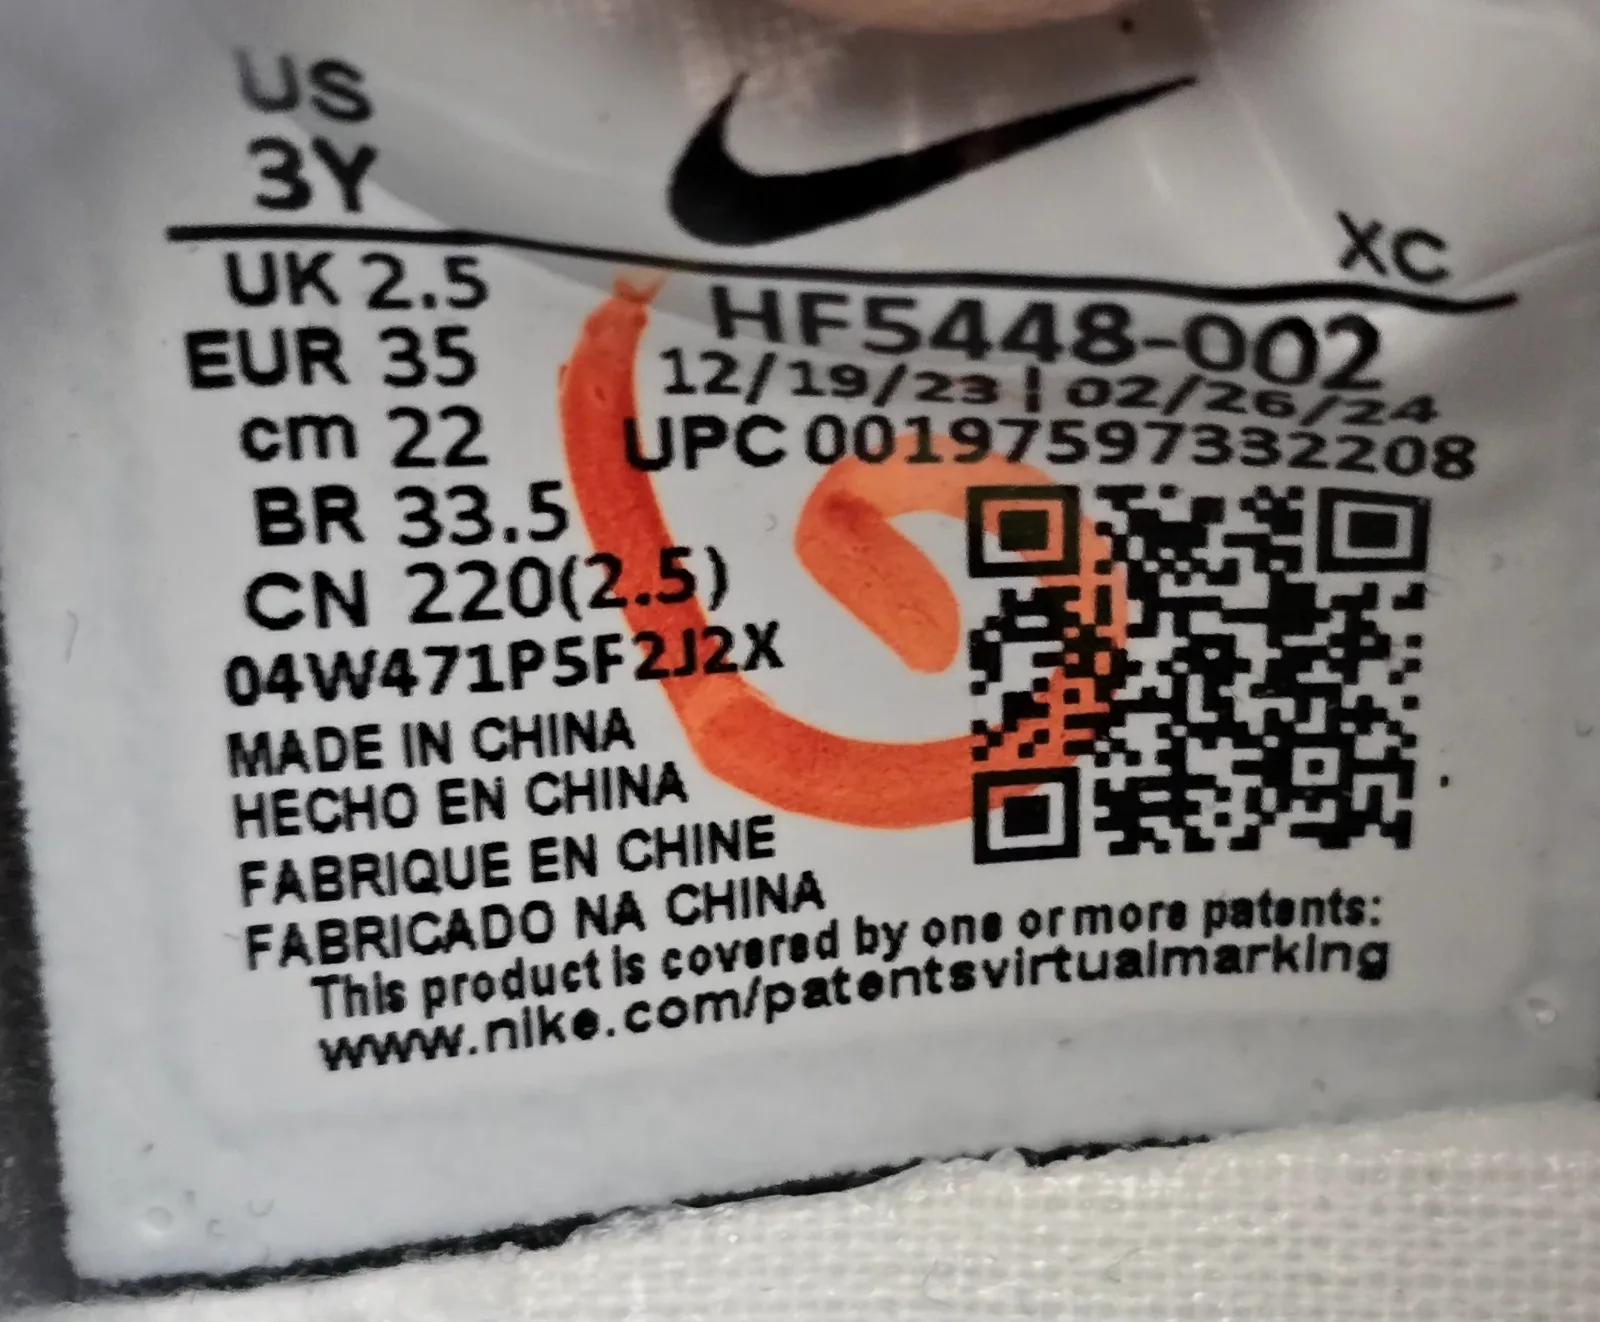 US
3Y
XC
UK 2.5
EUR 35
cm 22
BR 33.5
CN 220(2.5)
04W471P5F2J2X
HF5448-002
12/19/23 | 02/26/24
UPC 00197597332208
MADE IN CHINA
HECHO EN CHINA
FABRIQUE EN CHINE
FABRICADO NA CHINA
This product is covered by one or more patents:
www.nike.com/patentsvirtualmarking